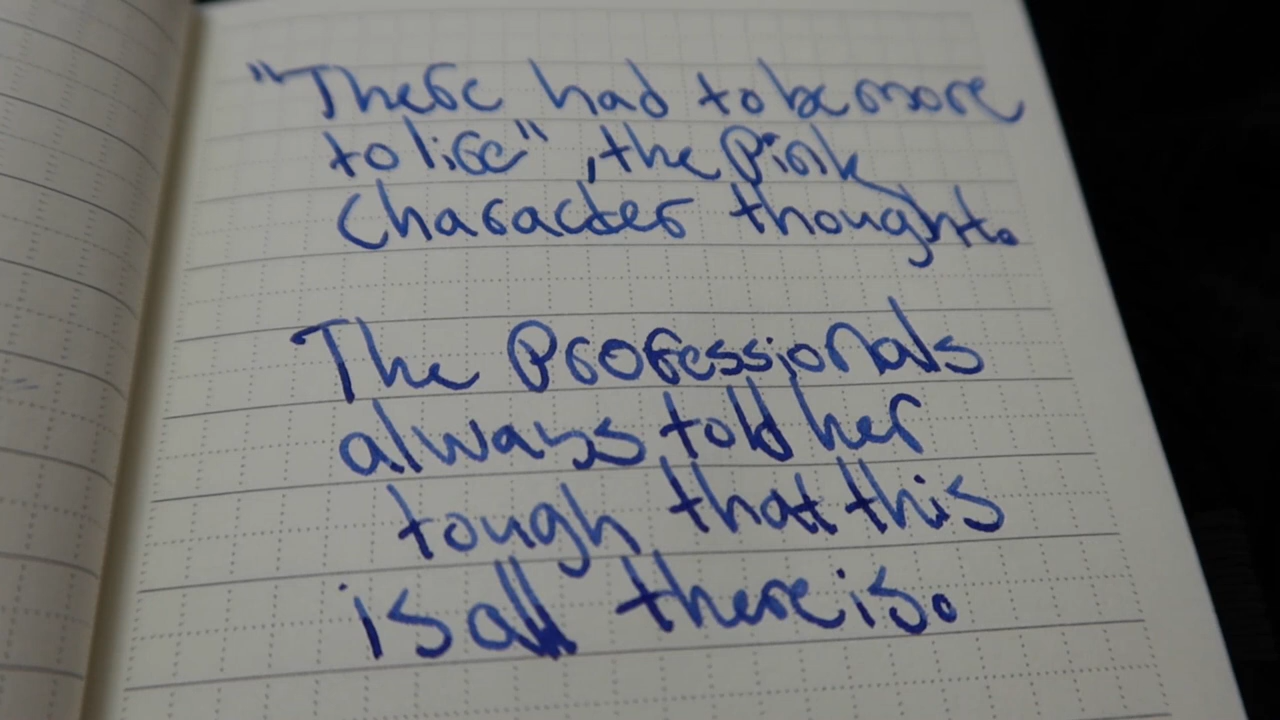 "There had to be more
to life", the pink
character thought.
The professionals
always told her
tough that this
is all there is.